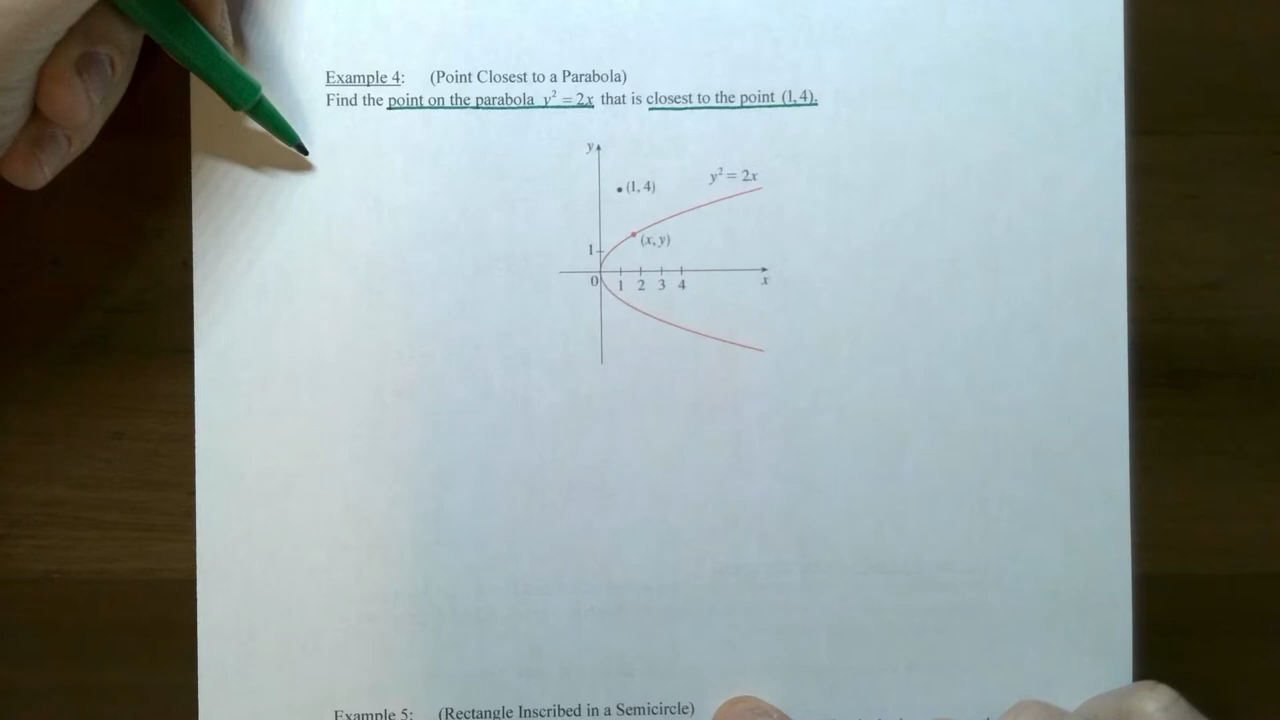 Example 4: (Point Closest to a Parabola)
Find the point on the parabola y² = 2x that is closest to the point (1, 4).
y
(1, 4)
y² = 2x
(x, y)
1
0 1 2 3 4 x
Example 5: (Rectangle Inscribed in a Semicircle)